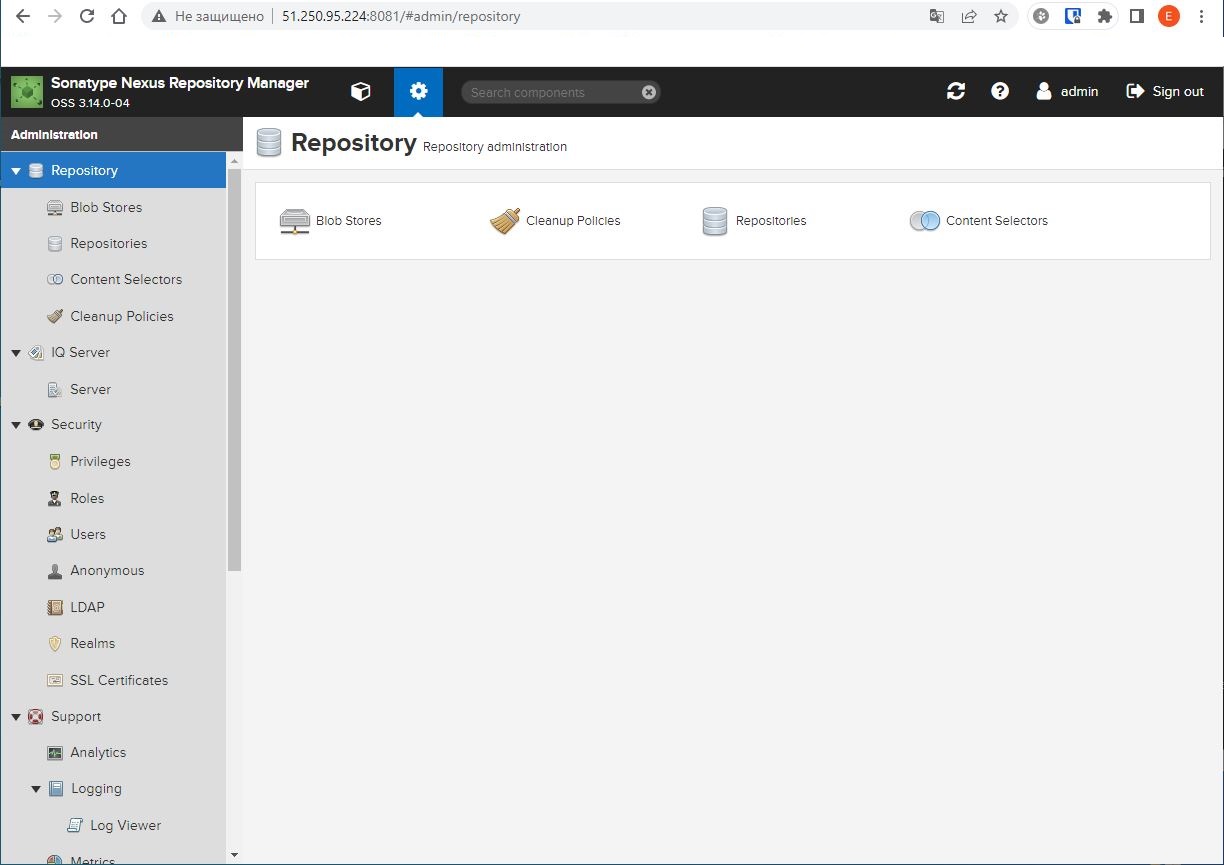 Не защищено 51.250.95.224:8081/#admin/repository
E
Sonatype Nexus Repository Manager
OSS 3.14.0-04
Search components
admin
Sign out
Administration
Repository
Blob Stores
Repositories
Content Selectors
Cleanup Policies
IQ Server
Server
Security
Privileges
Roles
Users
Anonymous
LDAP
Realms
SSL Certificates
Support
Analytics
Logging
Log Viewer
Metrics
Repository Repository administration
Blob Stores Cleanup Policies Repositories Content Selectors